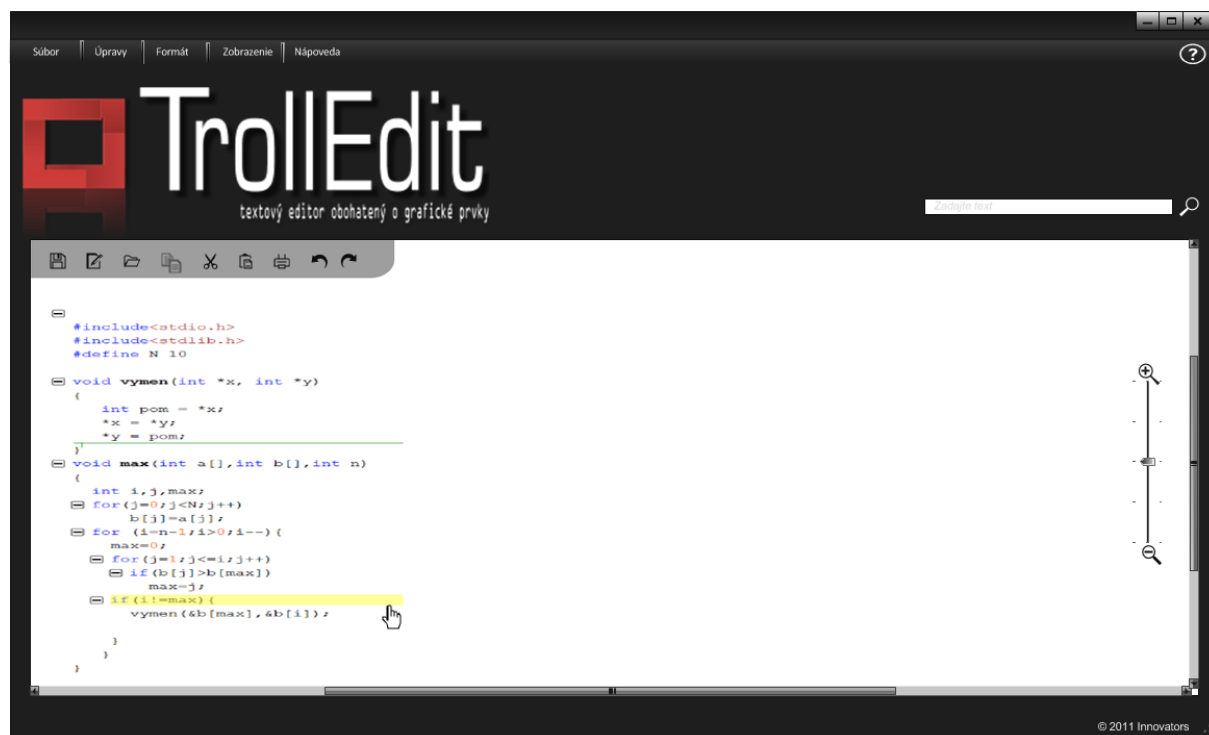 Súbor Úpravy Formát Zobrazenie Nápoveda
?
TrollEdit
textový editor obohatený o grafické prvky
Zadajte text
#include<stdio.h>
#include<stdlib.h>
#define N 10
void vymen(int *x, int *y)
{
int pom = *x;
*x = *y;
*y = pom;
}
void max(int a[],int b[],int n)
{
int i,j,max;
for(j=0;j<N;j++)
b[j]=a[j];
for (i=n-1;i>0;i--){
max=0;
for(j=1;j<=i;j++)
if(b[j]>b[max])
max=j;
if(i!=max){
vymen(&b[max],&b[i]);
}
}
}
© 2011 Innovators